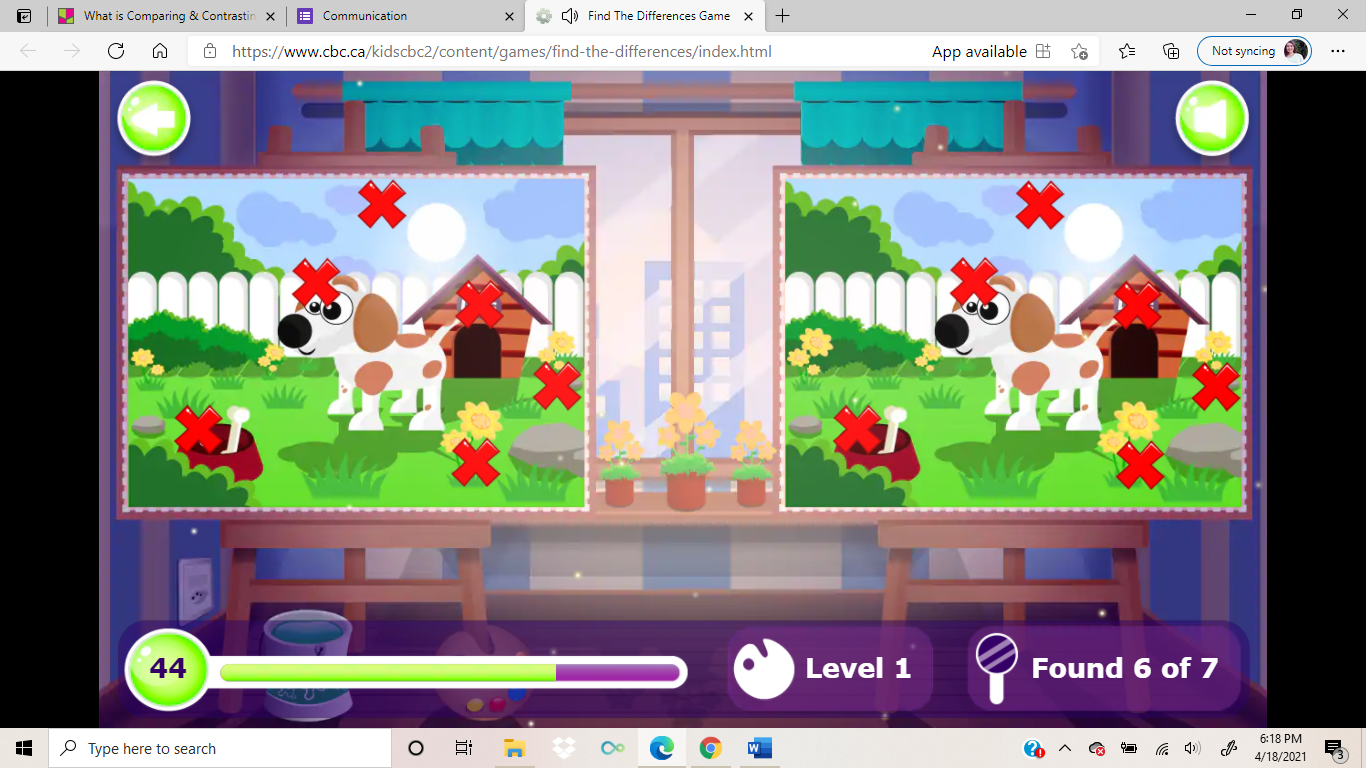 What is Comparing & Contrastin
Communication
Find The Differences Game
https://www.cbc.ca/kidscbc2/content/games/find-the-differences/index.html
App available
Not syncing
44
Level 1
Found 6 of 7
Type here to search
6:18 PM
4/18/2021
3